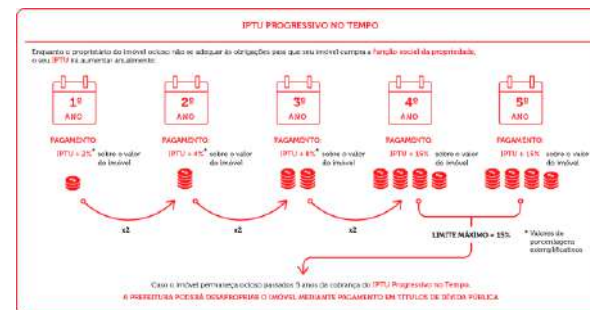 IPTU PROGRESSIVO NO TEMPO
Enquanto o proprietário do imóvel ocioso não se adequar às obrigações para que seu imóvel cumpra a função social da propriedade,
o seu IPTU irá aumentar anualmente:
1º
ANO
2º
ANO
3º
ANO
4º
ANO
5º
ANO
PAGAMENTO:
IPTU = 2%* sobre o valor
do imóvel
PAGAMENTO:
IPTU = 4%* sobre o valor
do imóvel
PAGAMENTO:
IPTU = 8%* sobre o valor
do imóvel
PAGAMENTO:
IPTU = 15% sobre o valor
do imóvel
PAGAMENTO:
IPTU = 15% sobre o valor
do imóvel
x2
x2
x2
LIMITE MÁXIMO = 15%
* Valores de
porcentagens
exemplificativos
Caso o imóvel permaneça ocioso passados 5 anos da cobrança do IPTU Progressivo no Tempo,
A PREFEITURA PODERÁ DESAPROPRIAR O IMÓVEL MEDIANTE PAGAMENTO EM TÍTULOS DE DÍVIDA PÚBLICA